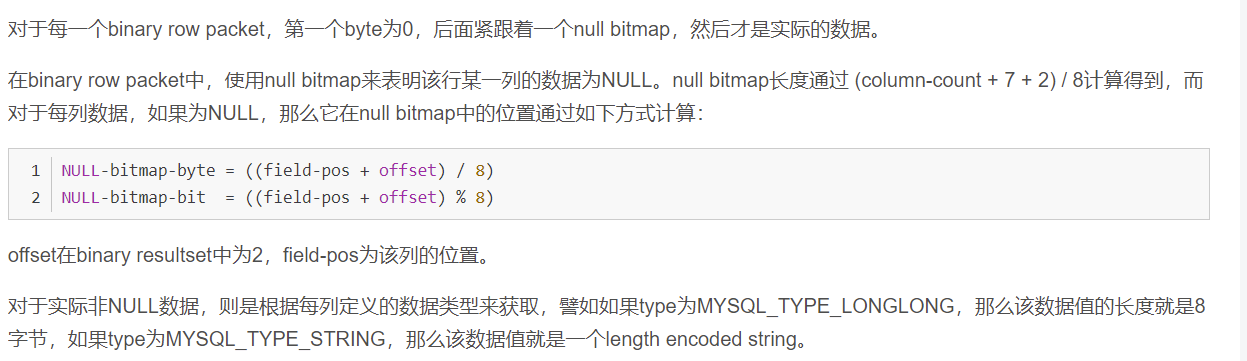 对于每一个binary row packet，第一个byte为0，后面紧跟着一个null bitmap，然后才是实际的数据。
在binary row packet中，使用null bitmap来表明该行某一列的数据为NULL。null bitmap长度通过 (column-count + 7 + 2) / 8计算得到，而
对于每列数据，如果为NULL，那么它在null bitmap中的位置通过如下方式计算：
1 NULL-bitmap-byte = ((field-pos + offset) / 8)
2 NULL-bitmap-bit  = ((field-pos + offset) % 8)
offset在binary resultset中为2，field-pos为该列的位置。
对于实际非NULL数据，则是根据每列定义的数据类型来获取，譬如如果type为MYSQL_TYPE_LONGLONG，那么该数据值的长度就是8
字节，如果type为MYSQL_TYPE_STRING，那么该数据值就是一个length encoded string。